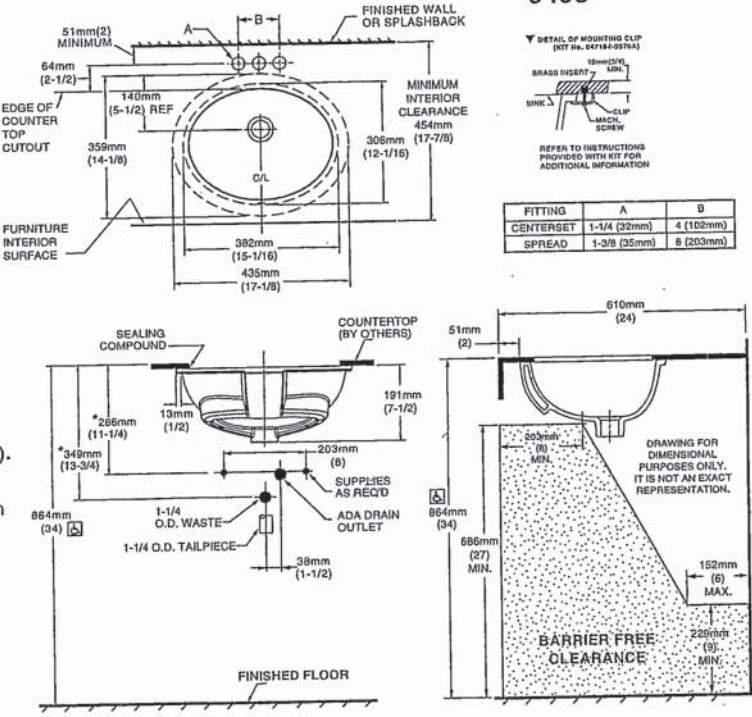 A
B
FINISHED WALL
OR SPLASHBACK
51mm(2)
MINIMUM
64mm
(2-1/2)
EDGE OF
COUNTER
TOP
CUTOUT
140mm
(5-1/2) REF
359mm
(14-1/8)
C/L
306mm
(12-1/16)
MINIMUM
INTERIOR
CLEARANCE
454mm
(17-7/8)
FURNITURE
INTERIOR
SURFACE
382mm
(15-1/16)
435mm
(17-1/8)
DETAIL OF MOUNTING CLIP
(KIT No. 047194-0070A)
BRASS INSERT
MIN.
SINK
CLIP
MACH.
SCREW
REFER TO INSTRUCTIONS
PROVIDED WITH KIT FOR
ADDITIONAL INFORMATION
FITTING A B
CENTERSET 1-1/4 (32mm) 4 (102mm)
SPREAD 1-3/8 (35mm) 8 (203mm)
SEALING
COMPOUND
COUNTERTOP
(BY OTHERS)
13mm
(1/2)
191mm
(7-1/2)
*286mm
(11-1/4)
*349mm
(13-3/4)
864mm
(34)
203mm
(8)
SUPPLIES
AS REQ'D
ADA DRAIN
OUTLET
1-1/4
O.D. WASTE
1-1/4 O.D. TAILPIECE
38mm
(1-1/2)
FINISHED FLOOR
610mm
(24)
51mm
(2)
203mm
(8)
MIN.
DRAWING FOR
DIMENSIONAL
PURPOSES ONLY.
IT IS NOT AN EXACT
REPRESENTATION.
864mm
(34)
686mm
(27)
MIN.
152mm
(6)
MAX.
229mm
(9)
MIN.
BARRIER FREE
CLEARANCE
).